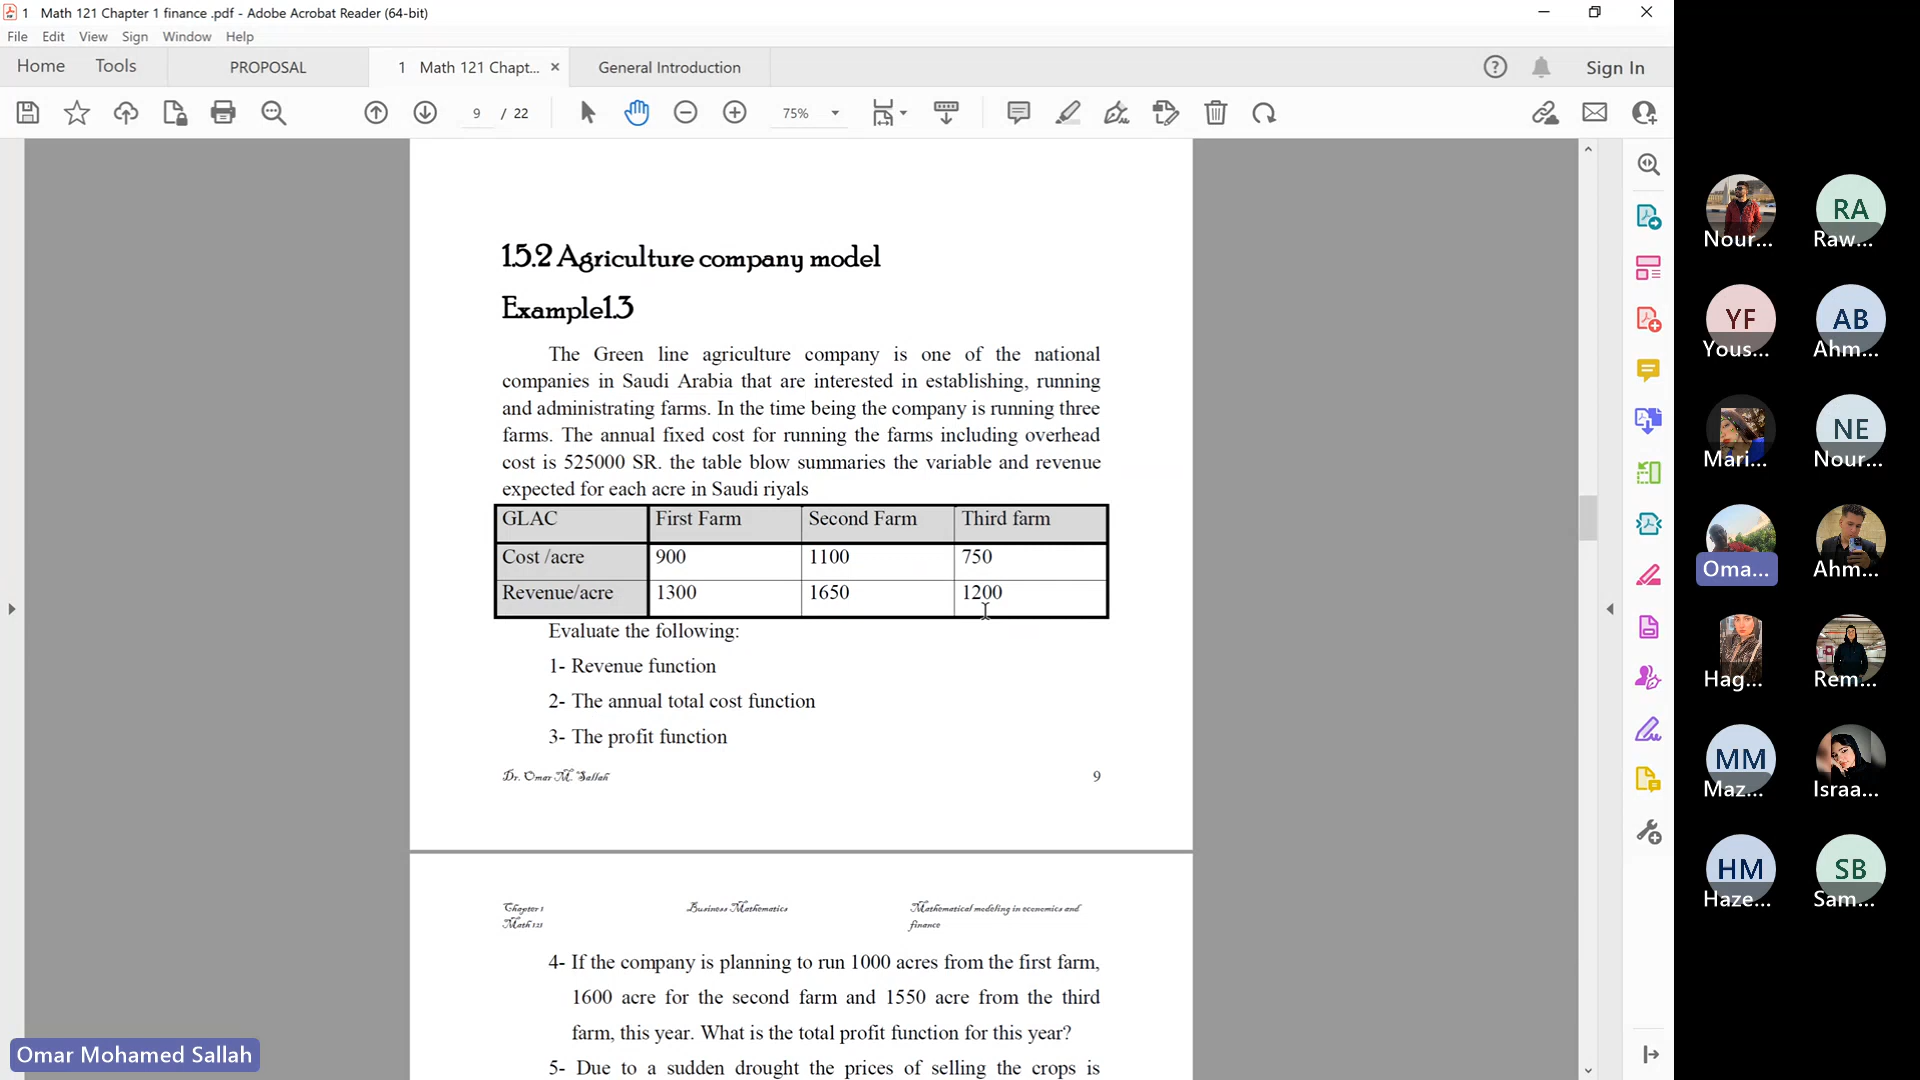 1 Math 121 Chapter 1 finance .pdf - Adobe Acrobat Reader (64-bit)
File Edit View Sign Window Help
Home Tools PROPOSAL 1 Math 121 Chapt... × General Introduction Sign In
9 / 22 75%
1.5.2 Agriculture company model
Example1.3
The Green line agriculture company is one of the national
companies in Saudi Arabia that are interested in establishing, running
and administrating farms. In the time being the company is running three
farms. The annual fixed cost for running the farms including overhead
cost is 525000 SR. the table blow summaries the variable and revenue
expected for each acre in Saudi riyals
GLAC First Farm Second Farm Third farm
Cost /acre 900 1100 750
Revenue/acre 1300 1650 1200
Evaluate the following:
1- Revenue function
2- The annual total cost function
3- The profit function
Dr. Omar M. Sallah 9
Chapter 1 Business Mathematics Mathematical modeling in economics and
Math 121 finance
4- If the company is planning to run 1000 acres from the first farm,
1600 acre for the second farm and 1550 acre from the third
farm, this year. What is the total profit function for this year?
5- Due to a sudden drought the prices of selling the crops is
Omar Mohamed Sallah
Nour... RA Raw...
YF Yous... AB Ahm...
Mari... NE Nour...
Oma... Ahm...
Hag... Rem...
MM Maz... Israa...
HM Haze... SB Sam...